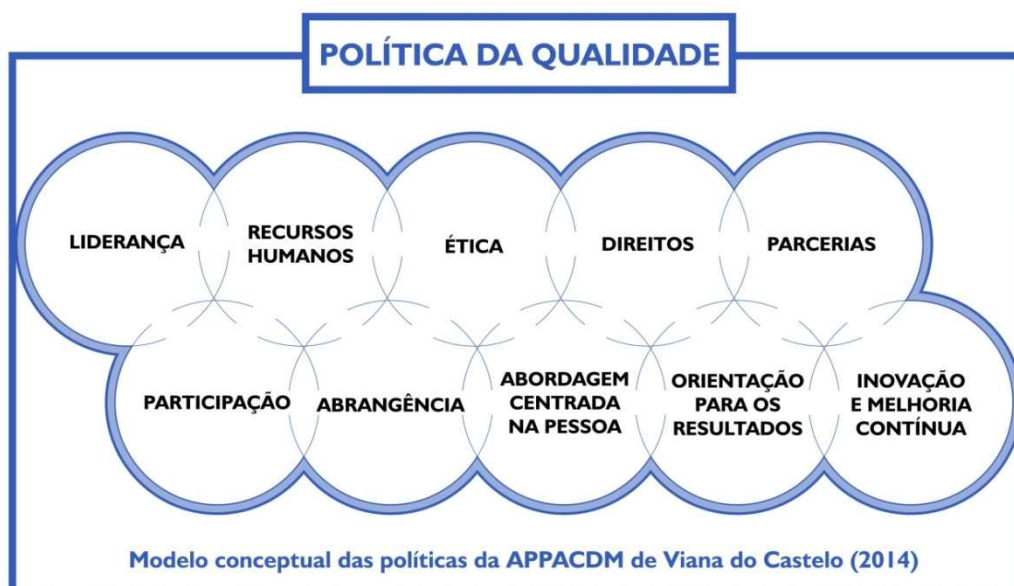 POLÍTICA DA QUALIDADE
LIDERANÇA
RECURSOS
HUMANOS
ÉTICA
DIREITOS
PARCERIAS
PARTICIPAÇÃO
ABRANGÊNCIA
ABORDAGEM
CENTRADA
NA PESSOA
ORIENTAÇÃO
PARA OS
RESULTADOS
INOVAÇÃO
E MELHORIA
CONTÍNUA
Modelo conceptual das políticas da APPACDM de Viana do Castelo (2014)